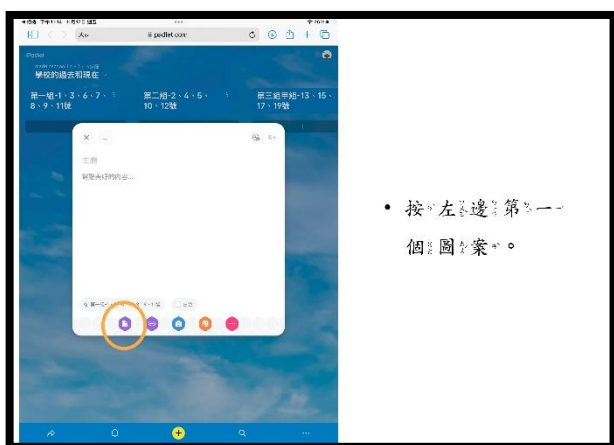 padlet.com
Padlet
學校的過去和現在
第一組-1、3、6、7、
8、9、11號
第二組-2、4、5、
10、12號
第三組甲組-13、15、
17、19號
主題
寫點美好的內容...
• 按左邊第一
個圖案。